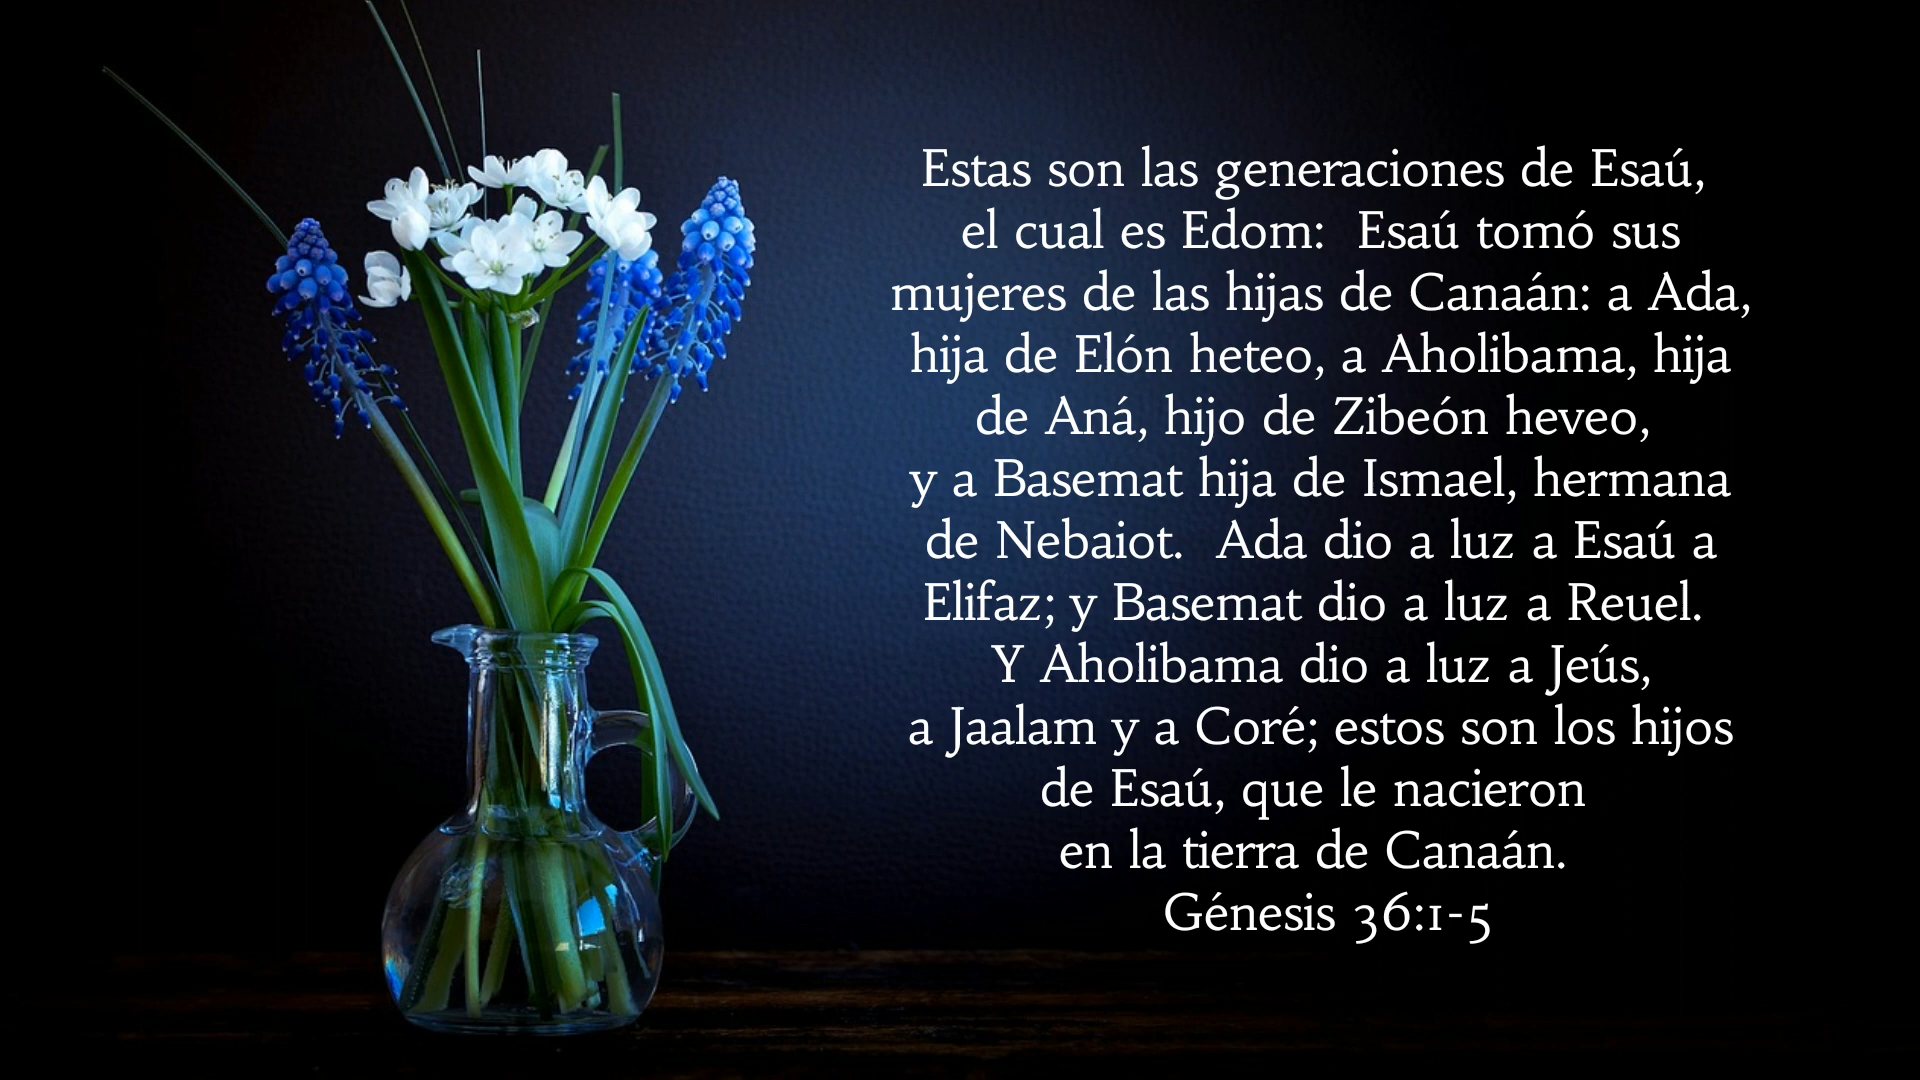 Estas son las generaciones de Esaú,
el cual es Edom:  Esaú tomó sus
mujeres de las hijas de Canaán: a Ada,
hija de Elón heteo, a Aholibama, hija
de Aná, hijo de Zibeón heveo,
y a Basemat hija de Ismael, hermana
de Nebaiot.  Ada dio a luz a Esaú a
Elifaz; y Basemat dio a luz a Reuel.
Y Aholibama dio a luz a Jeús,
a Jaalam y a Coré; estos son los hijos
de Esaú, que le nacieron
en la tierra de Canaán.
Génesis 36:1-5